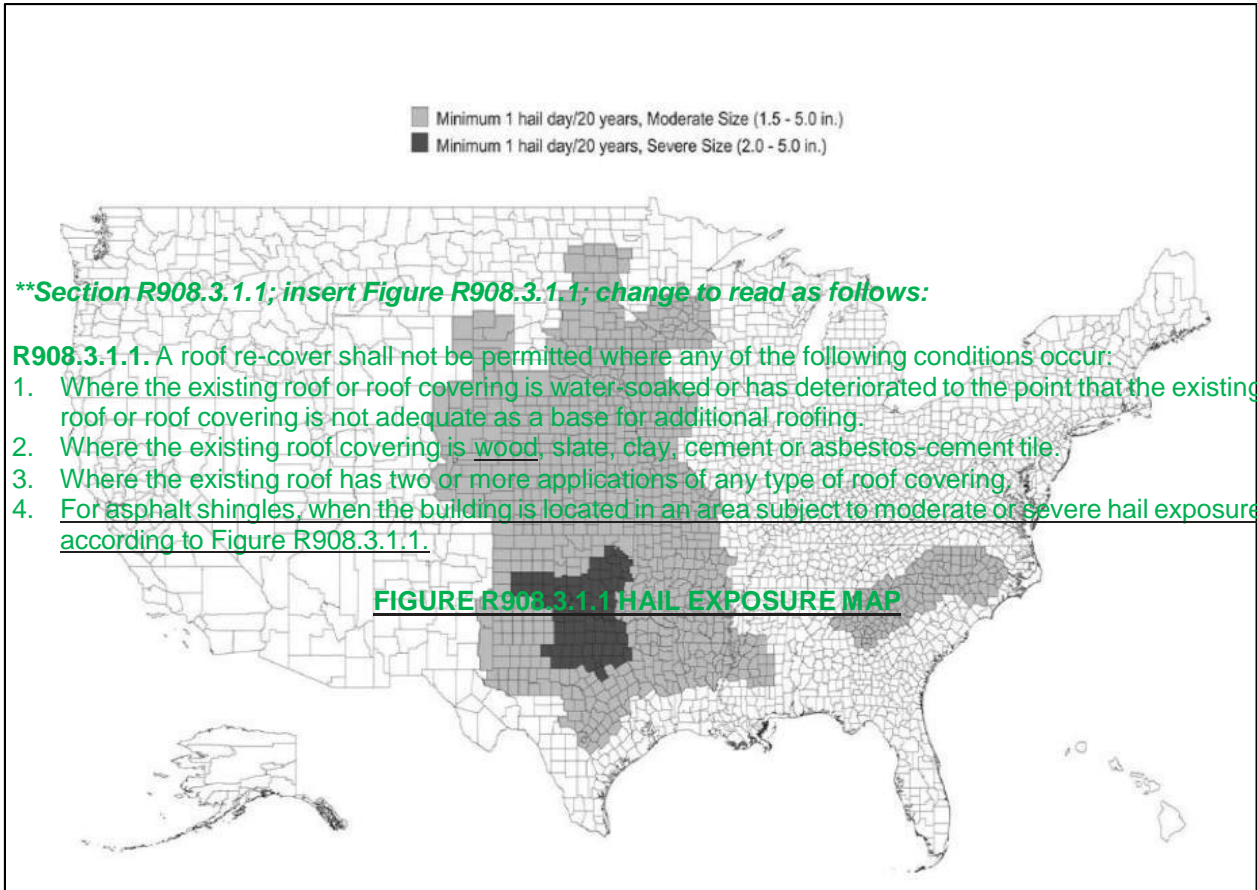 Minimum 1 hail day/20 years, Moderate Size (1.5 - 5.0 in.)
Minimum 1 hail day/20 years, Severe Size (2.0 - 5.0 in.)
**Section R908.3.1.1; insert Figure R908.3.1.1; change to read as follows:
R908.3.1.1. A roof re-cover shall not be permitted where any of the following conditions occur:
1. Where the existing roof or roof covering is water-soaked or has deteriorated to the point that the existing
roof or roof covering is not adequate as a base for additional roofing.
2. Where the existing roof covering is wood, slate, clay, cement or asbestos-cement tile.
3. Where the existing roof has two or more applications of any type of roof covering.
4. For asphalt shingles, when the building is located in an area subject to moderate or severe hail exposure
according to Figure R908.3.1.1.
FIGURE R908.3.1.1 HAIL EXPOSURE MAP